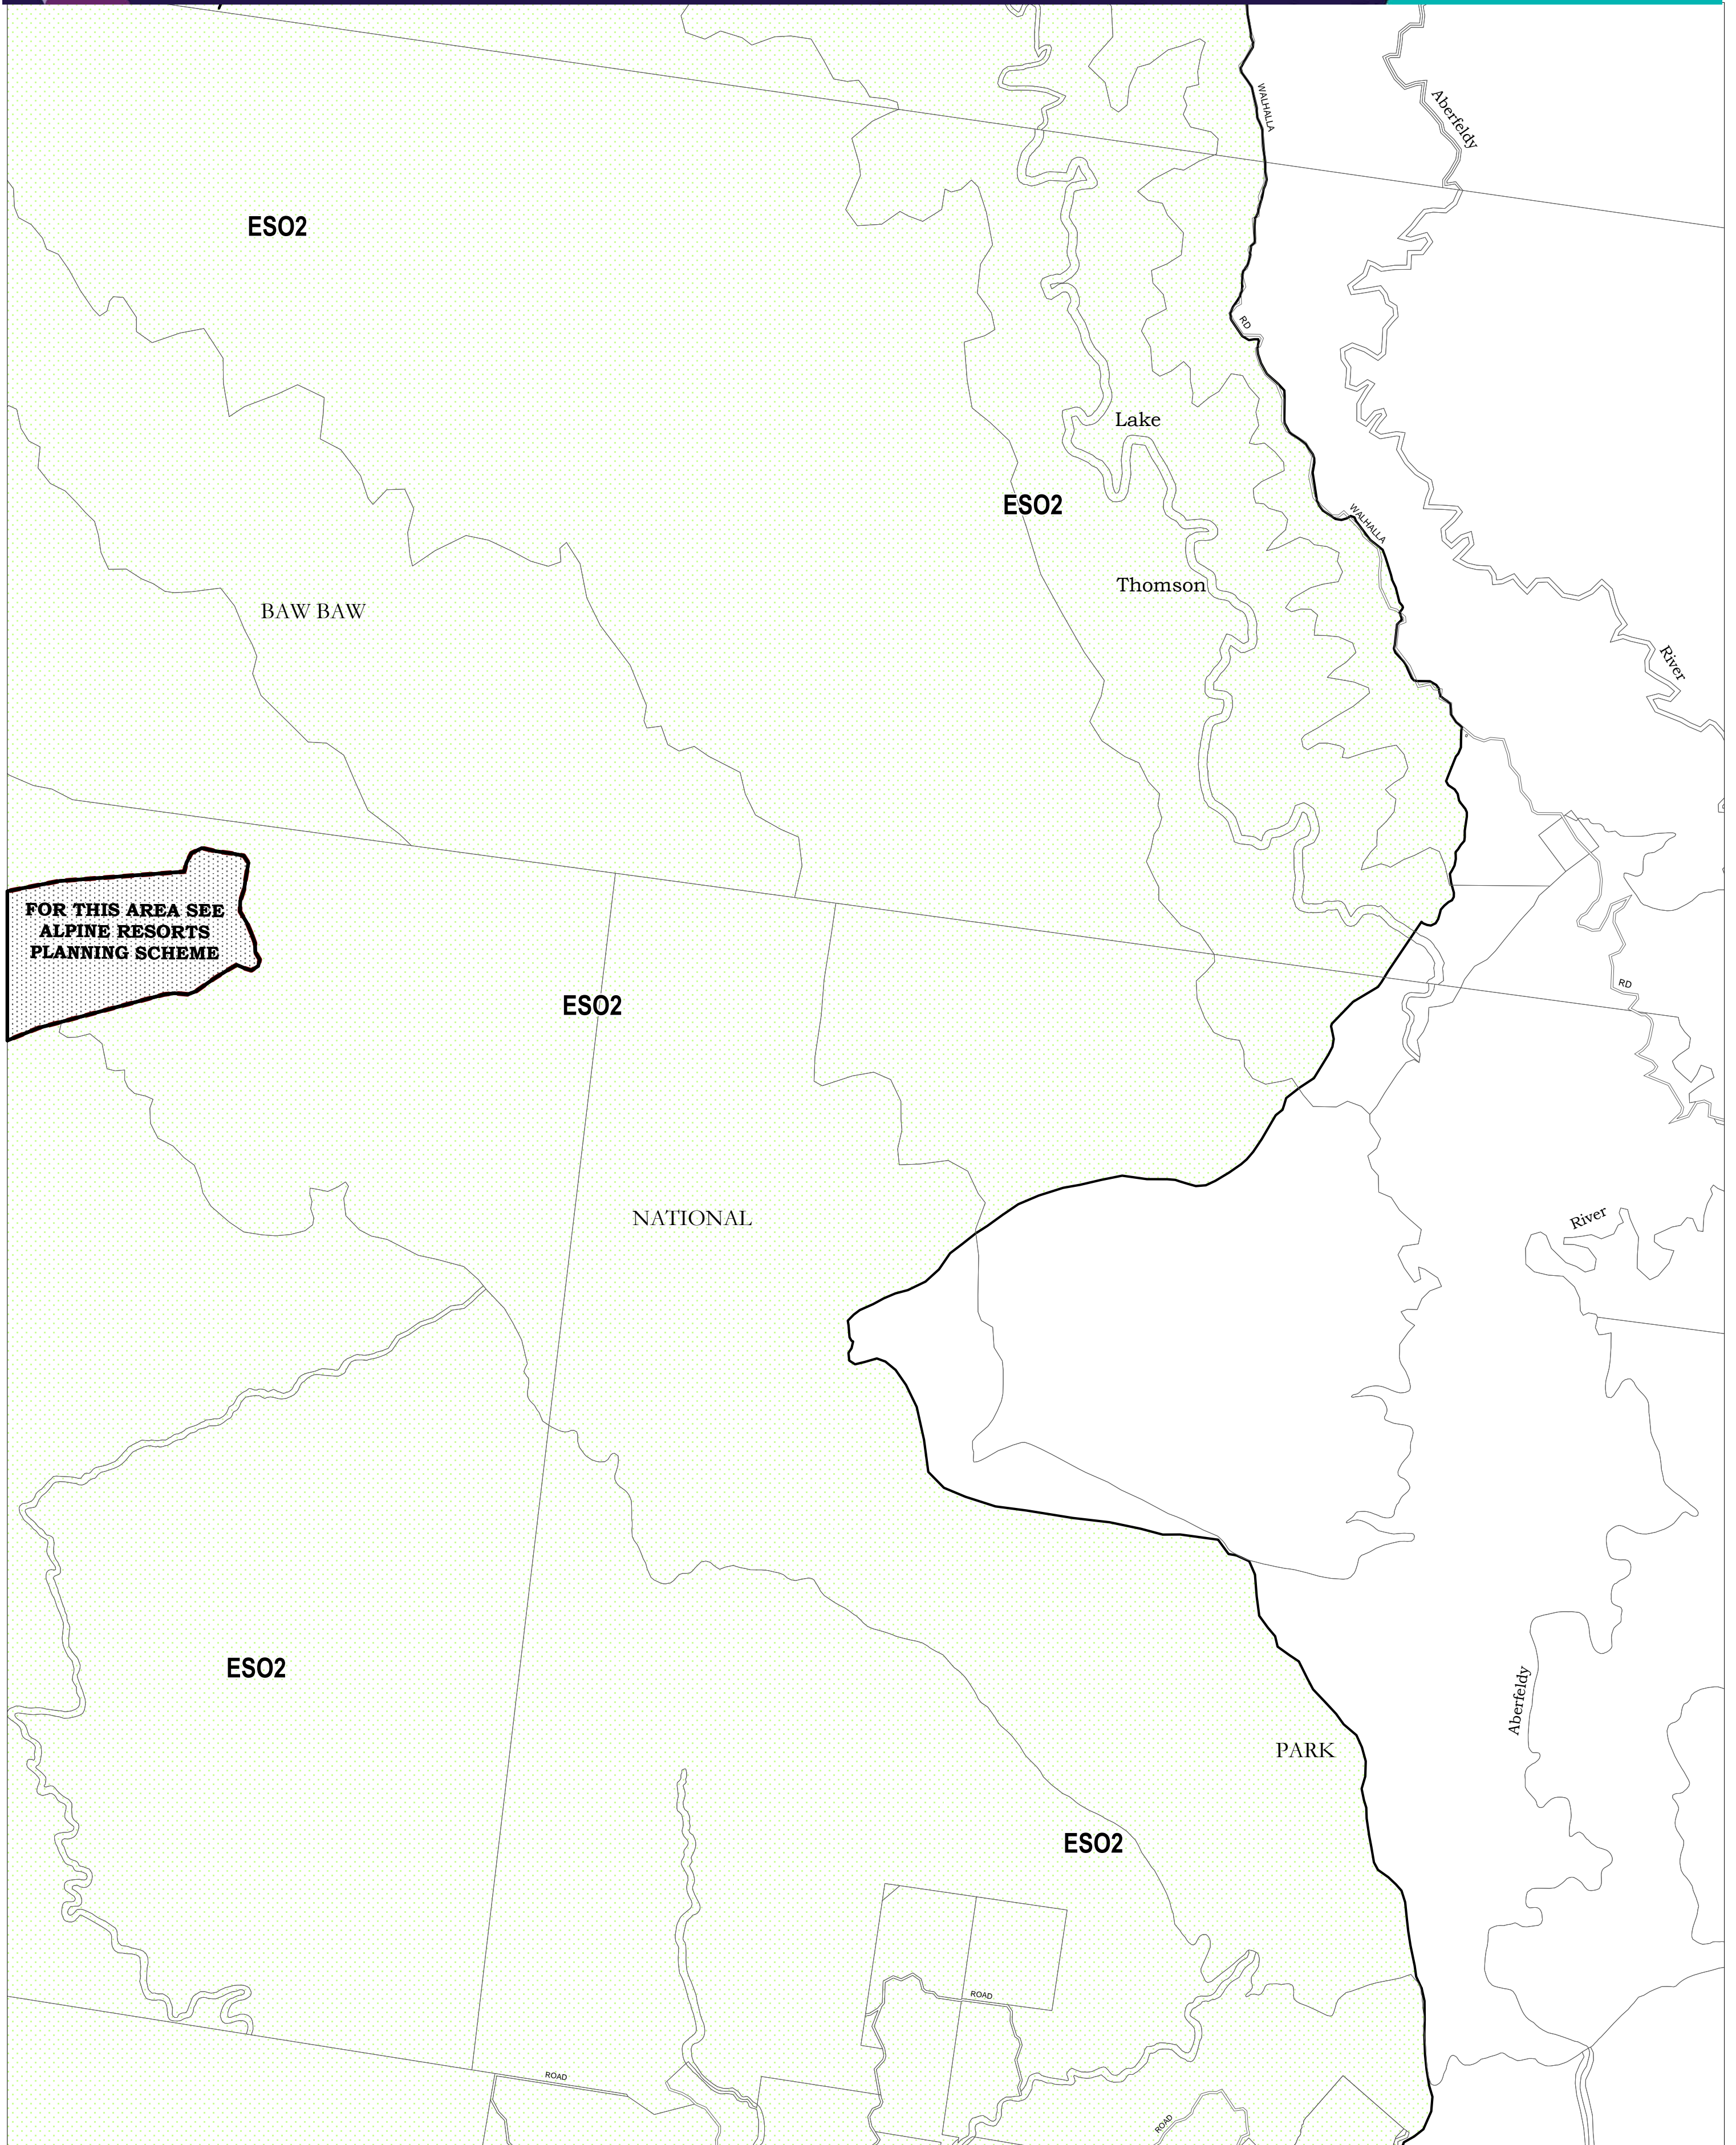 WALHALLA
Aberfeldy
ESO2
RD
Lake
ESO2
WALHALLA
Thomson
BAW BAW
River
FOR THIS AREA SEE
ALPINE RESORTS
PLANNING SCHEME
RD
ESO2
NATIONAL
River
ESO2
Aberfeldy
PARK
ESO2
ROAD
ROAD
ROAD